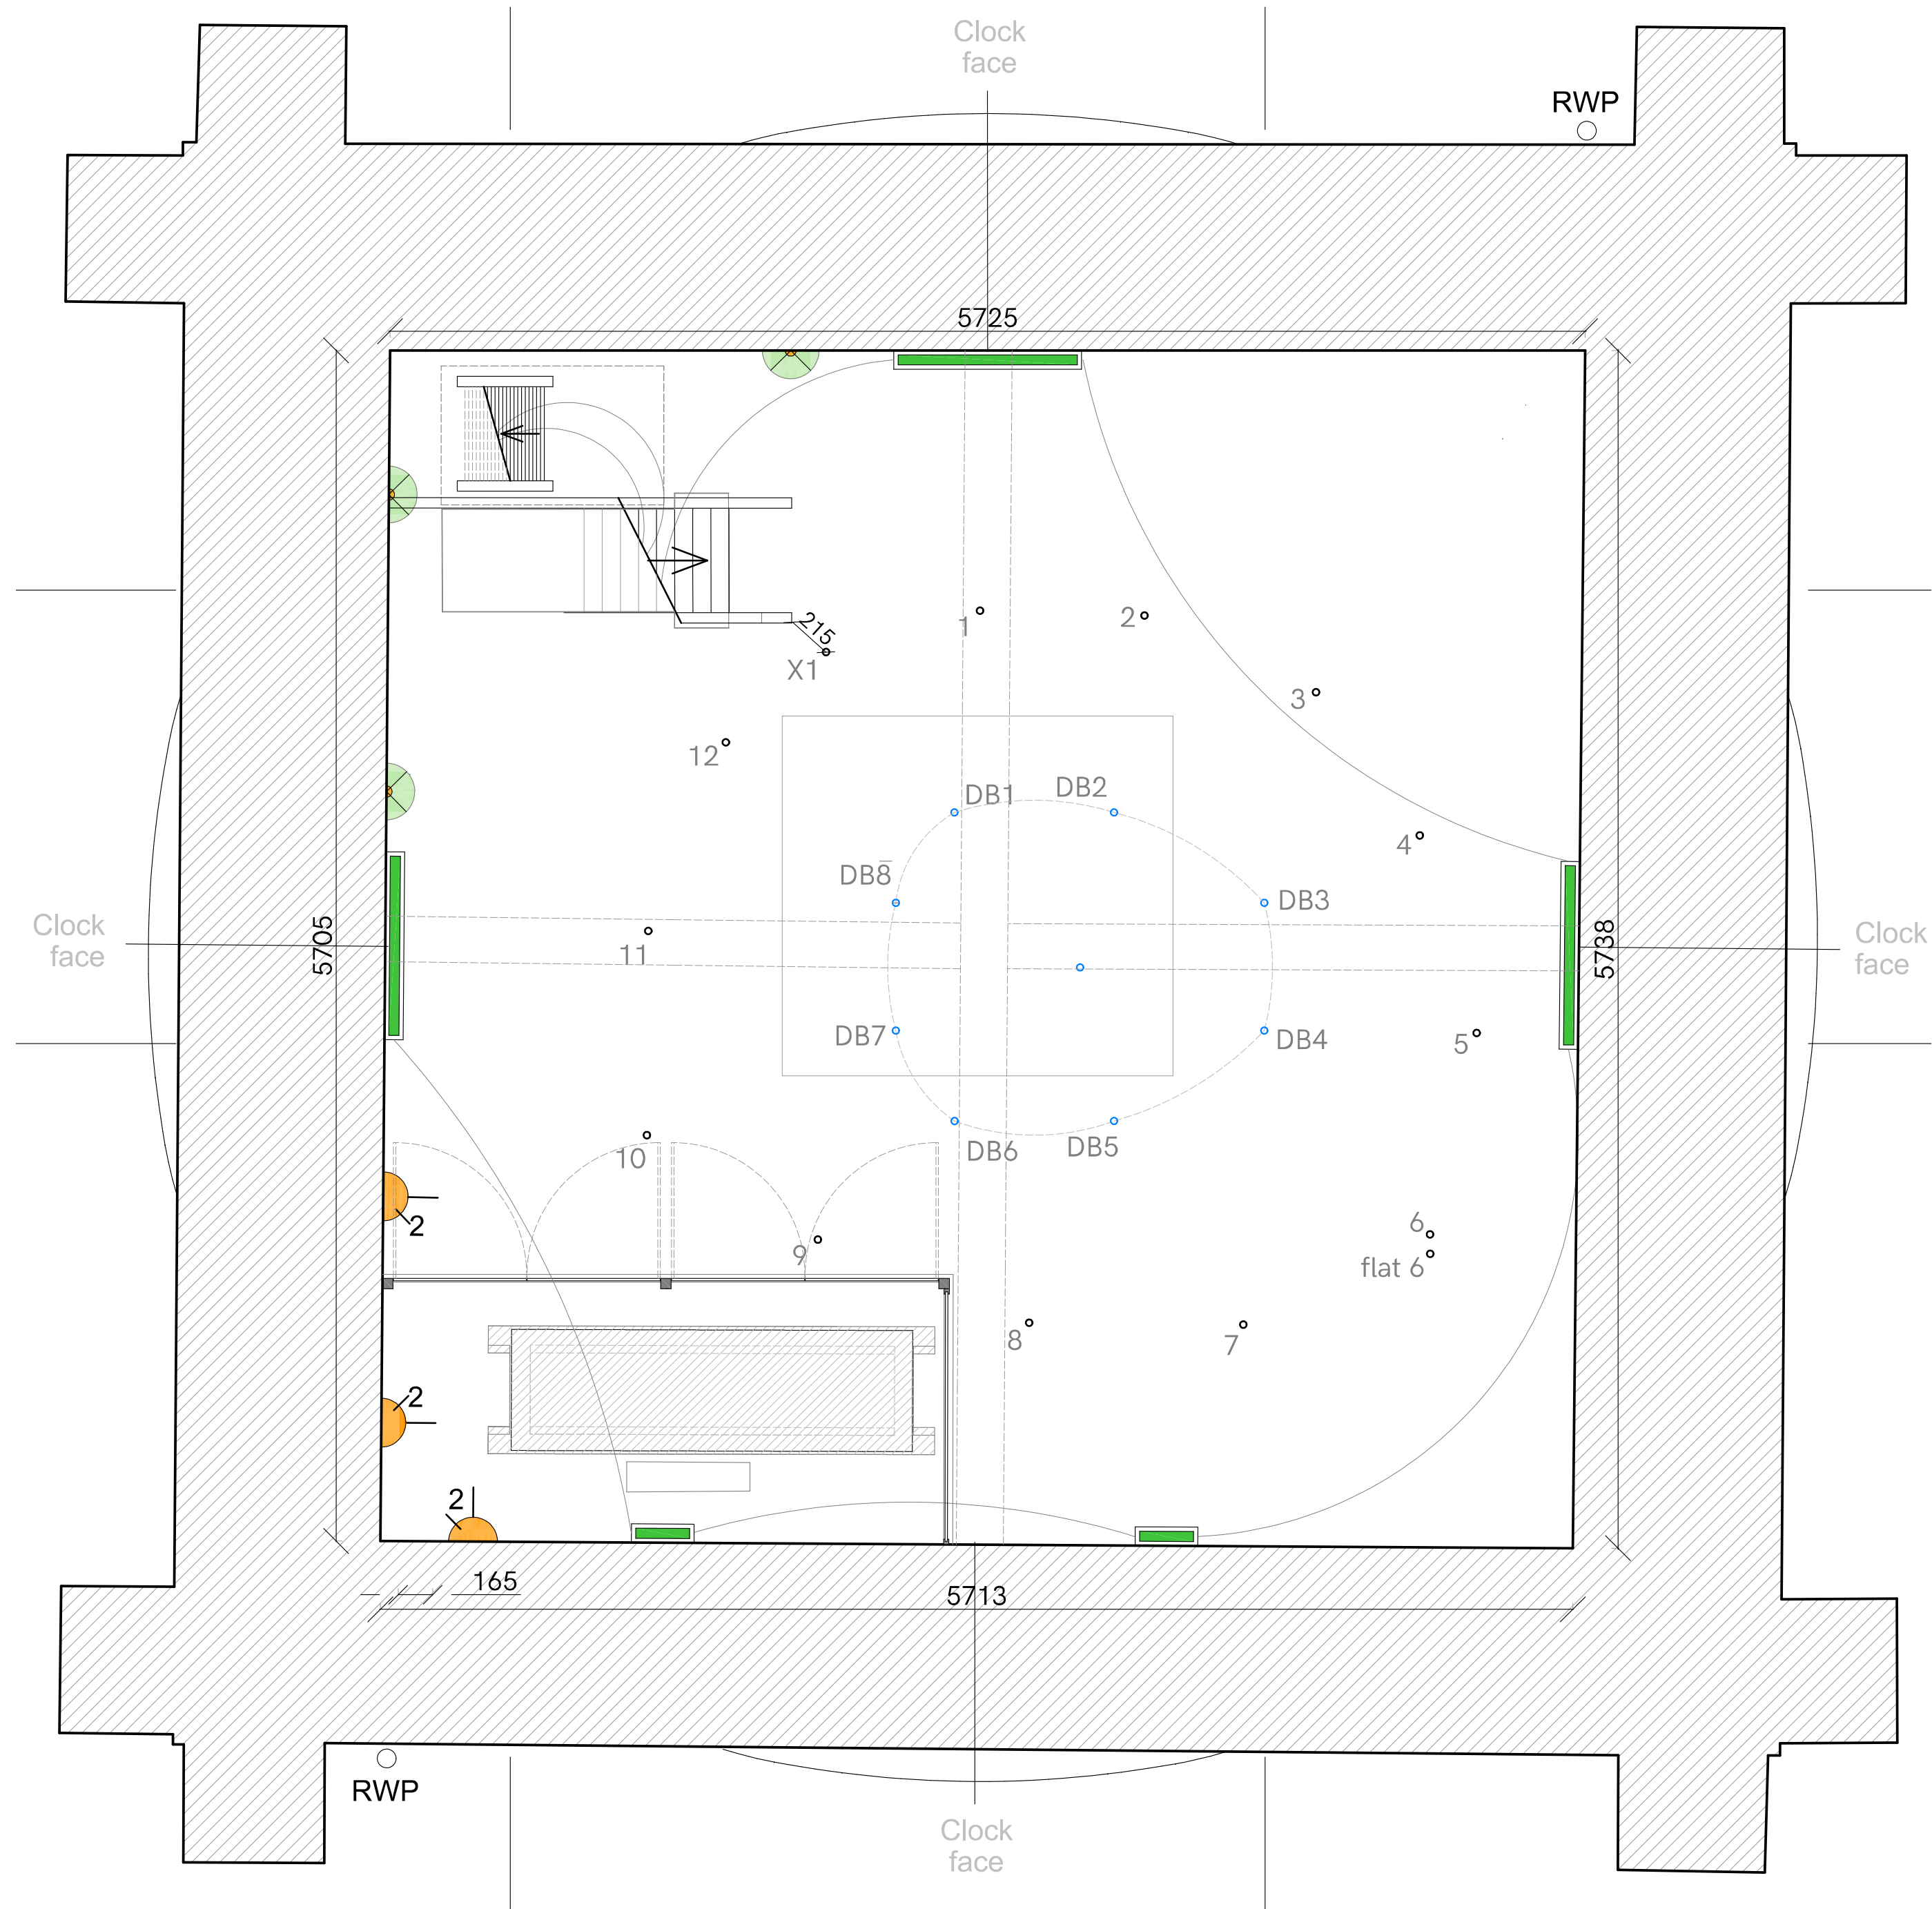 Clock
face
RWP
5725
215
X1
1
2
3
12
DB1
DB2
4
DB8
DB3
Clock
face
5705
11
5738
Clock
face
DB7
DB4
5
10
DB6
DB5
2
6
9
flat 6
8
7
2
2
165
5713
RWP
Clock
face